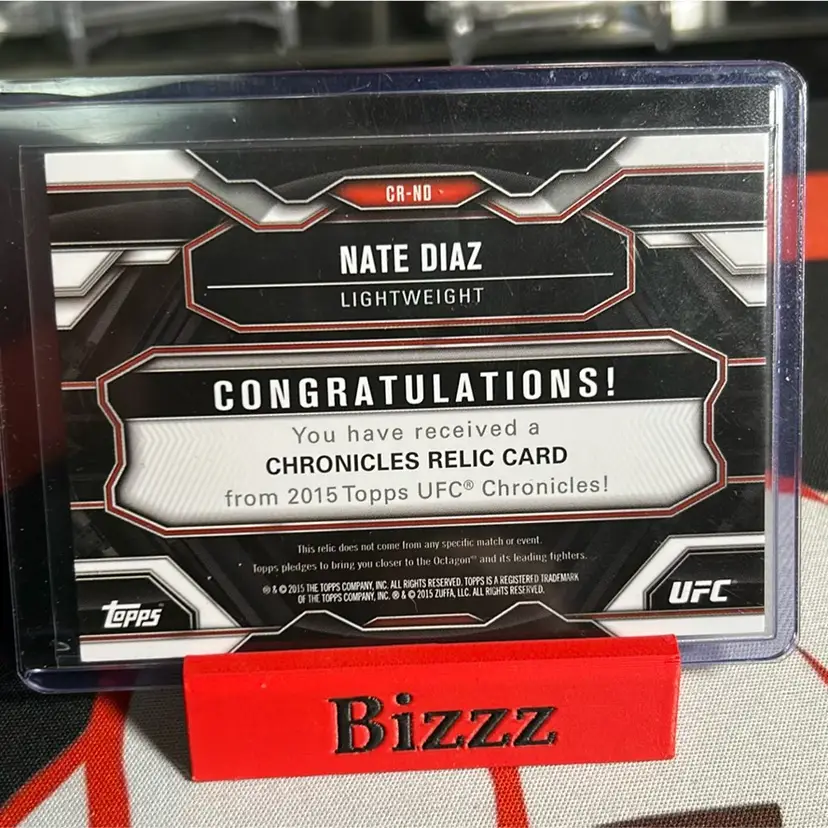 CR-ND
NATE DIAZ
LIGHTWEIGHT
CONGRATULATIONS!
You have received a
CHRONICLES RELIC CARD
from 2015 Topps UFC® Chronicles!
This relic does not come from any specific match or event.
Topps pledges to bring you closer to the Octagon® and its leading fighters.
® & © 2015 THE TOPPS COMPANY, INC. ALL RIGHTS RESERVED. TOPPS IS A REGISTERED TRADEMARK
OF THE TOPPS COMPANY, INC. ® & © 2015 ZUFFA, LLC. ALL RIGHTS RESERVED.
topps
UFC
Bizzz